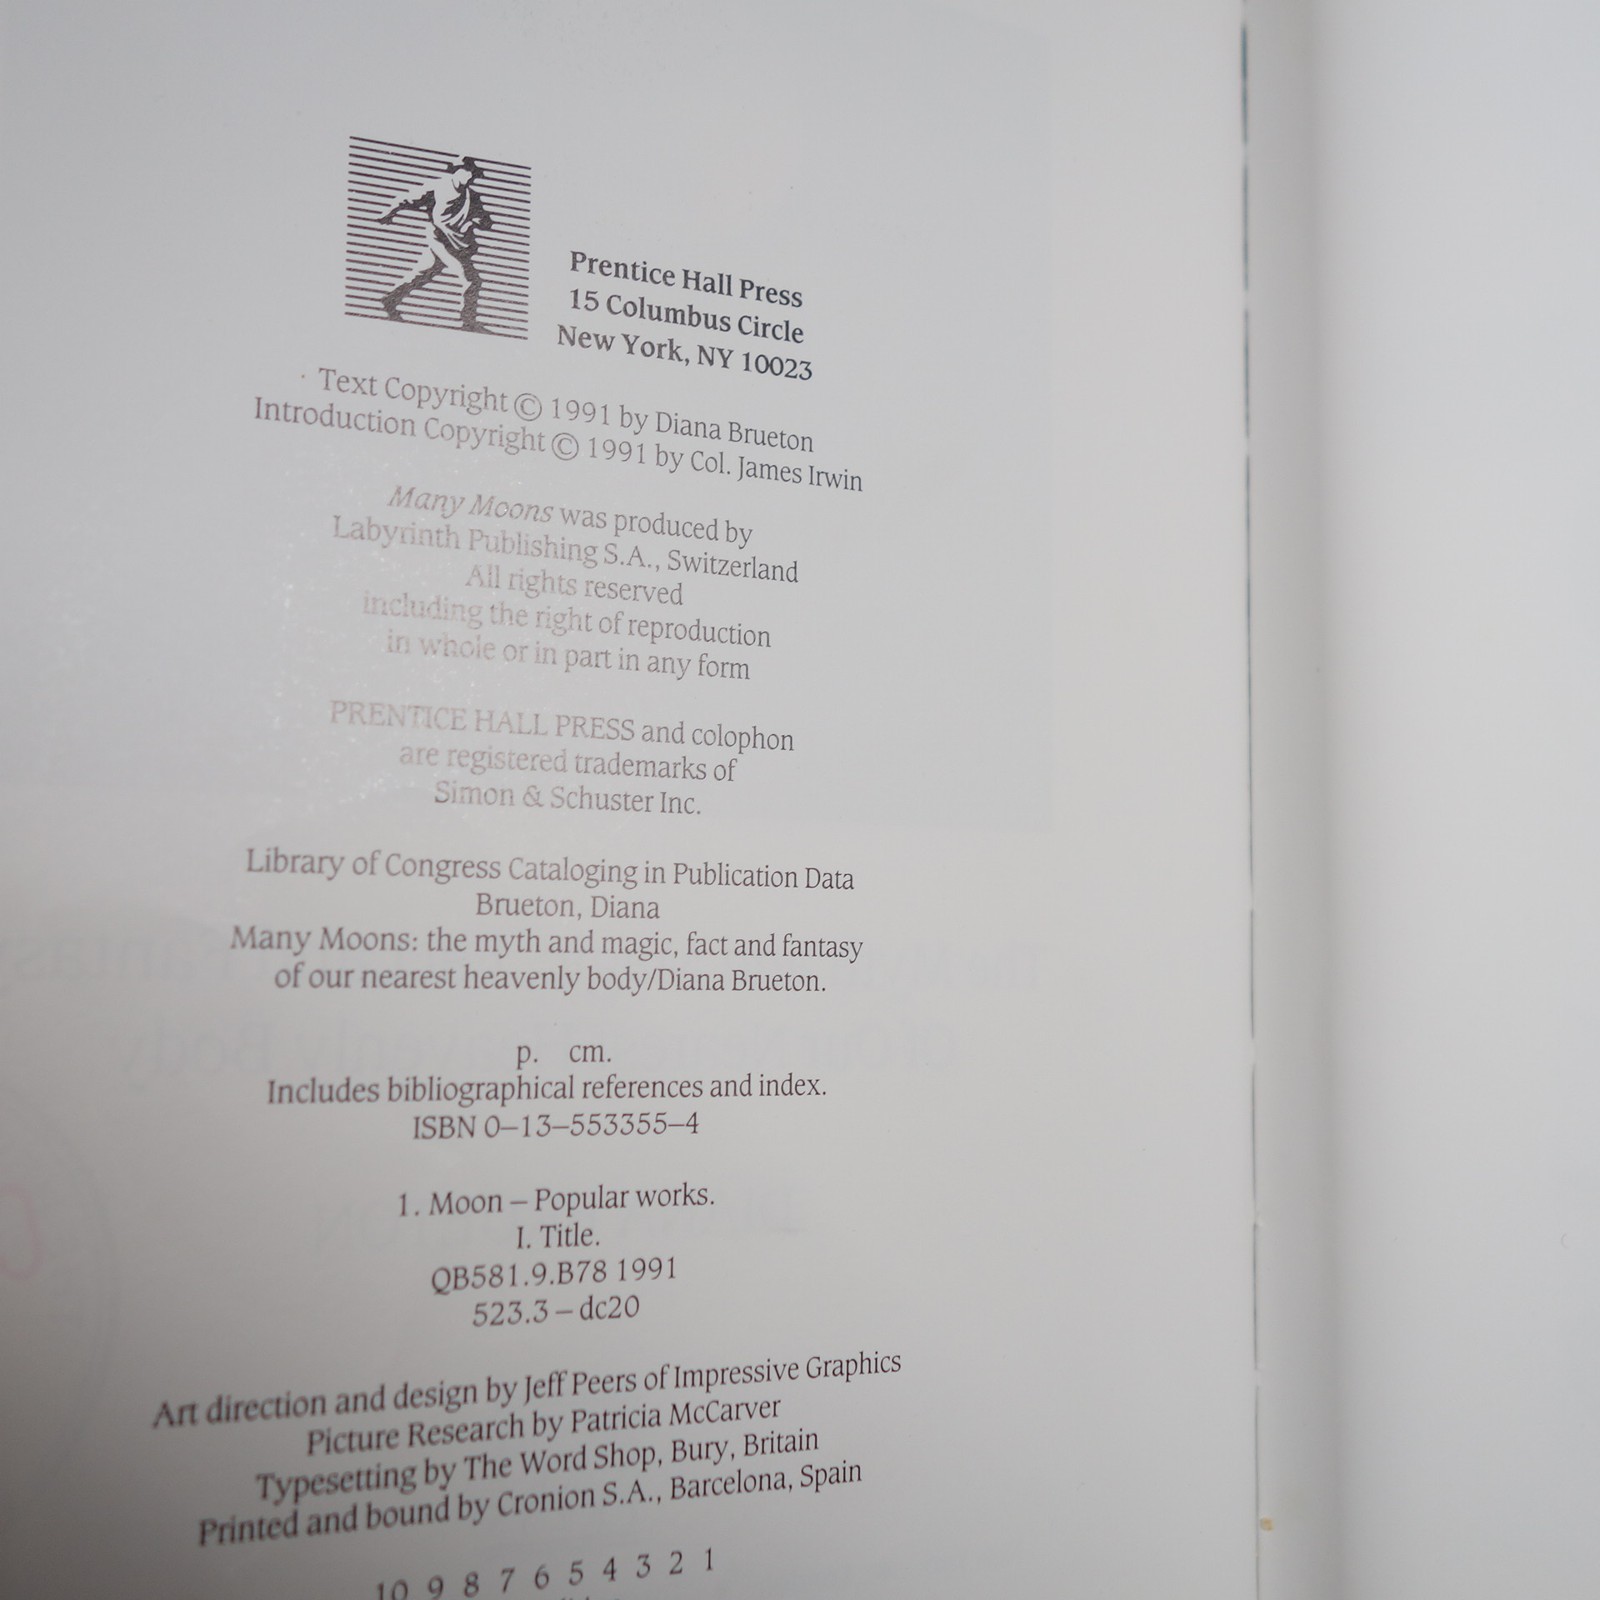 Prentice Hall Press
15 Columbus Circle
New York, NY 10023
Text Copyright © 1991 by Diana Brueton
Introduction Copyright © 1991 by Col. James Irwin
Many Moons was produced by
Labyrinth Publishing S.A., Switzerland
All rights reserved
including the right of reproduction
in whole or in part in any form
PRENTICE HALL PRESS and colophon
are registered trademarks of
Simon & Schuster Inc.
Library of Congress Cataloging in Publication Data
Brueton, Diana
Many Moons: the myth and magic, fact and fantasy
of our nearest heavenly body/Diana Brueton.
p. cm.
Includes bibliographical references and index.
ISBN 0–13–553355–4
1. Moon – Popular works.
I. Title.
QB581.9.B78 1991
523.3 – dc20
Art direction and design by Jeff Peers of Impressive Graphics
Picture Research by Patricia McCarver
Typesetting by The Word Shop, Bury, Britain
Printed and bound by Cronion S.A., Barcelona, Spain
10 9 8 7 6 5 4 3 2 1